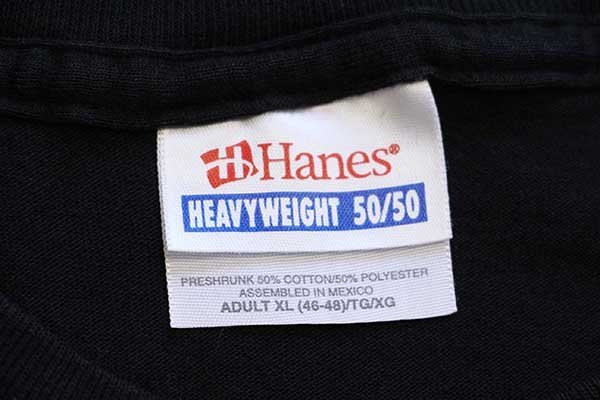 H Hanes®
HEAVYWEIGHT 50/50
PRESHRUNK 50% COTTON/50% POLYESTER
ASSEMBLED IN MEXICO
ADULT XL (46-48)/TG/XG